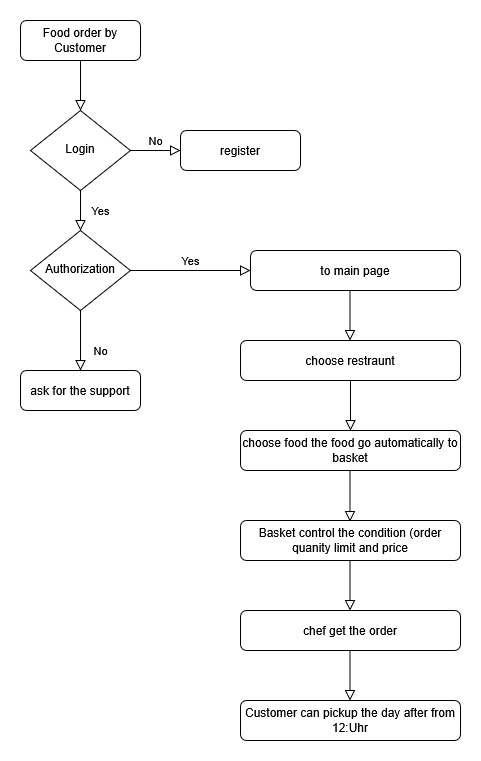 Food order by
Customer
Login
No
register
Yes
Authorization
Yes
to main page
No
ask for the support
choose restraunt
choose food the food go automatically to
basket
Basket control the condition (order
quanity limit and price
chef get the order
Customer can pickup the day after from
12:Uhr